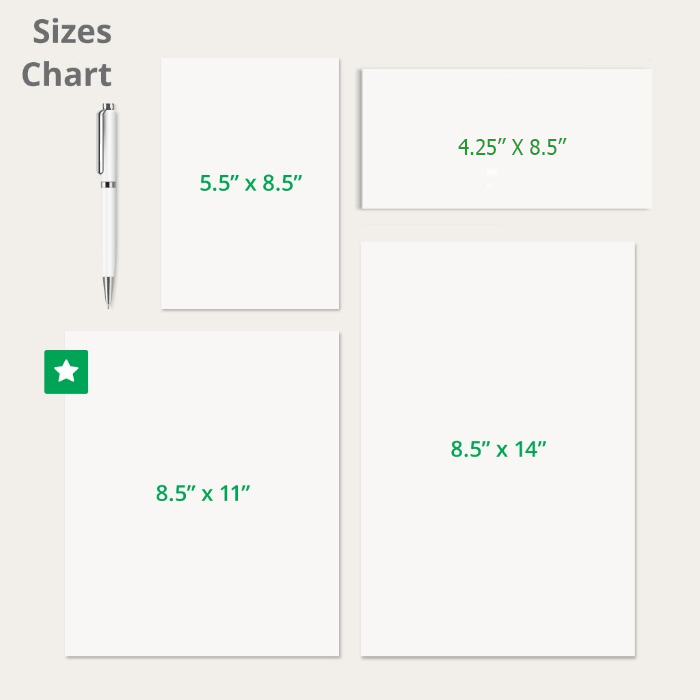 Sizes
Chart
5.5” x 8.5”
4.25” X 8.5”
8.5” x 11”
8.5” x 14”